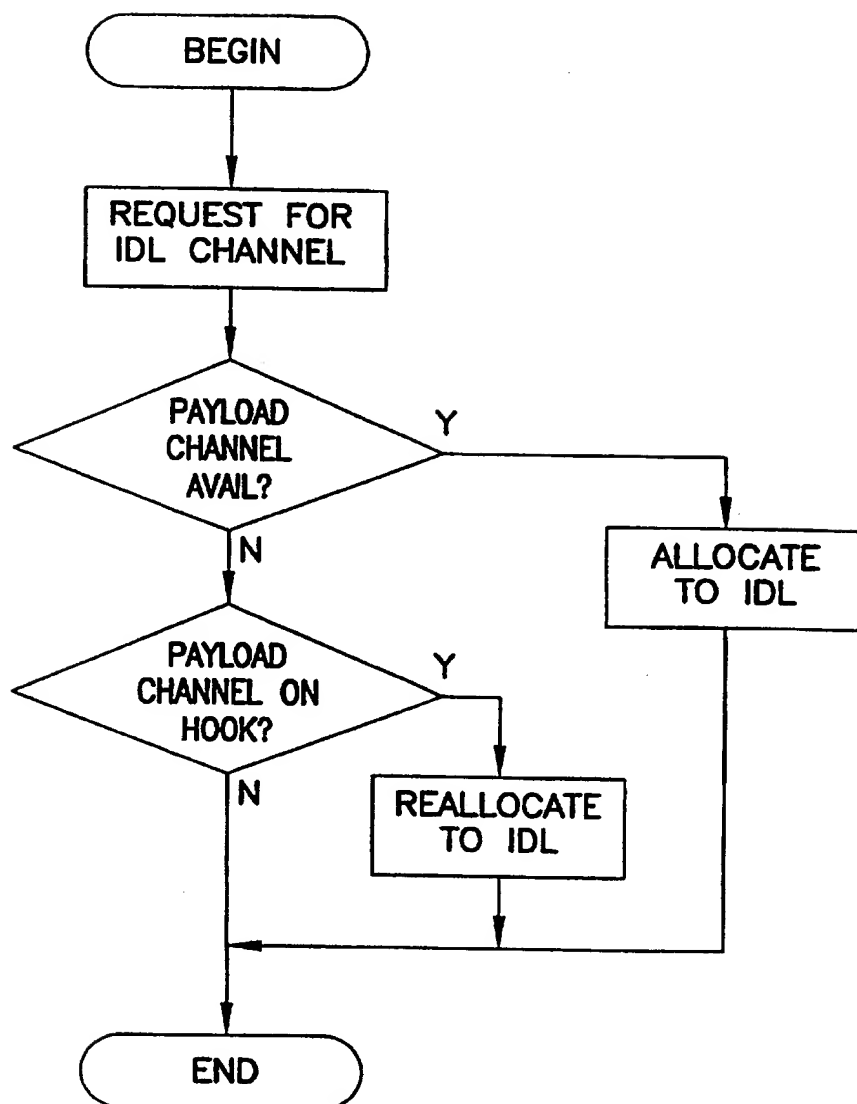 BEGIN
REQUEST FOR
IDL CHANNEL
PAYLOAD
CHANNEL
AVAIL?
Y
N
ALLOCATE
TO IDL
PAYLOAD
CHANNEL ON
HOOK?
Y
N
REALLOCATE
TO IDL
END